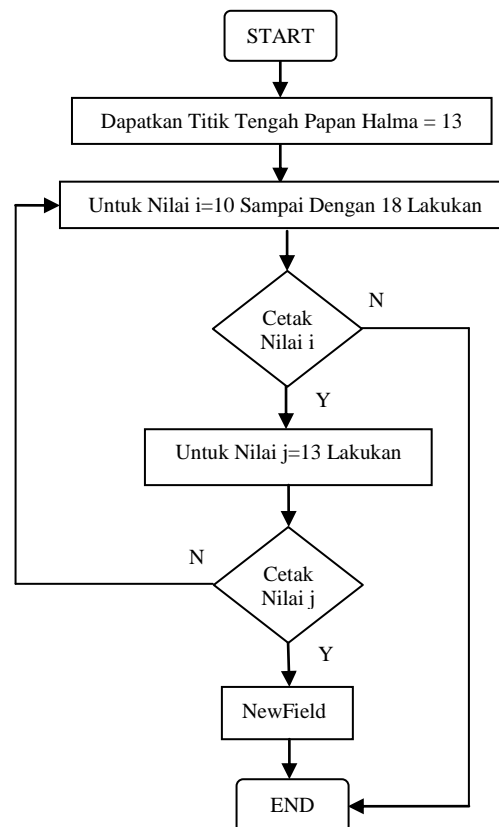 START
Dapatkan Titik Tengah Papan Halma = 13
Untuk Nilai i=10 Sampai Dengan 18 Lakukan
N
Cetak
Nilai i
Y
Untuk Nilai j=13 Lakukan
N
Cetak
Nilai j
Y
NewField
END